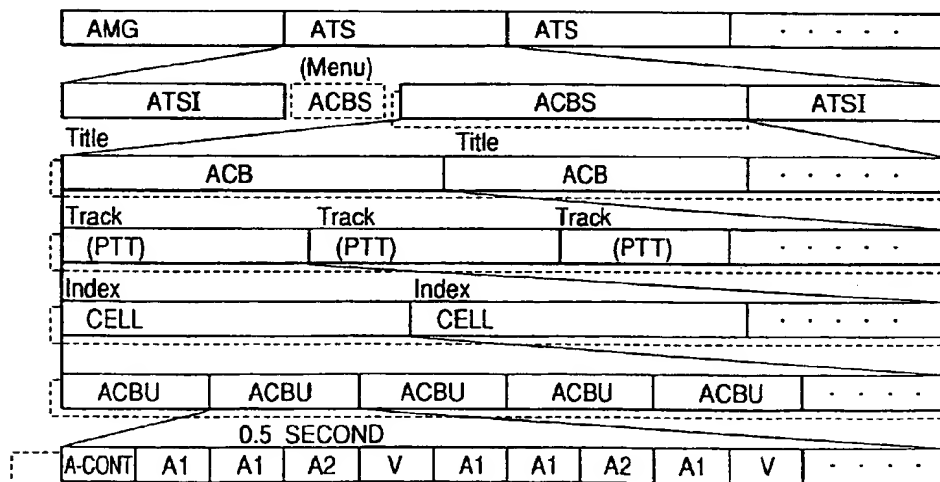 AMG ATS ATS . . . . .
(Menu)
ATSI ACBS ACBS ATSI
Title Title
ACB ACB . . . . .
Track Track Track
(PTT) (PTT) (PTT) . . . . .
Index Index
CELL CELL . . . . .
ACBU ACBU ACBU ACBU ACBU . . . .
0.5 SECOND
A-CONT A1 A1 A2 V A1 A1 A2 A1 V . . . . .